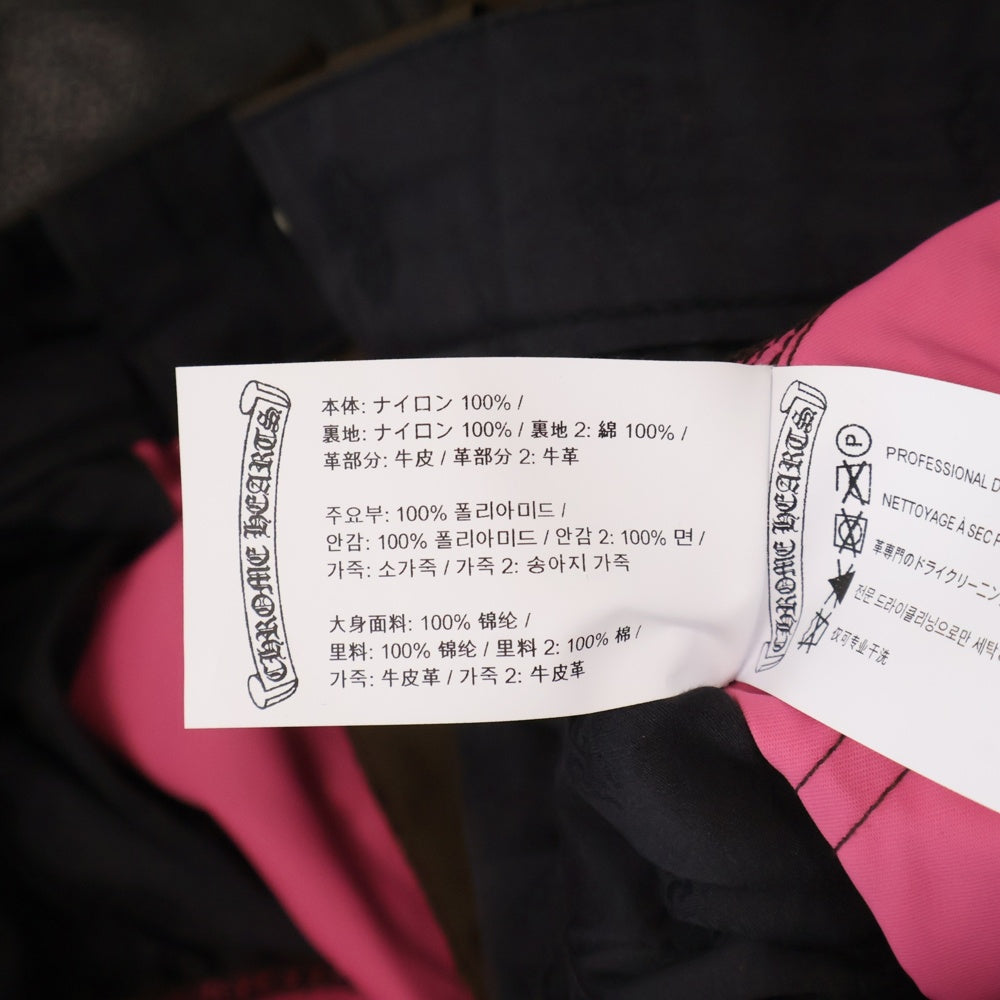 CHROME HEARTS
本体: ナイロン 100% /
裏地: ナイロン 100% / 裏地 2: 綿 100% /
革部分: 牛皮 / 革部分 2: 牛革
주요부: 100% 폴리아미드 /
안감: 100% 폴리아미드 / 안감 2: 100% 면 /
가죽: 소가죽 / 가죽 2: 송아지 가죽
大身面料: 100% 锦纶 /
里料: 100% 锦纶 / 里料 2: 100% 棉 /
가죽: 牛皮革 / 가죽 2: 牛皮革
CHROME HEARTS
P
PROFESSIONAL D
NETTOYAGE À SEC P
革専門のドライクリーニン
전문 드라이클리닝으로만 세탁
仅可专业干洗